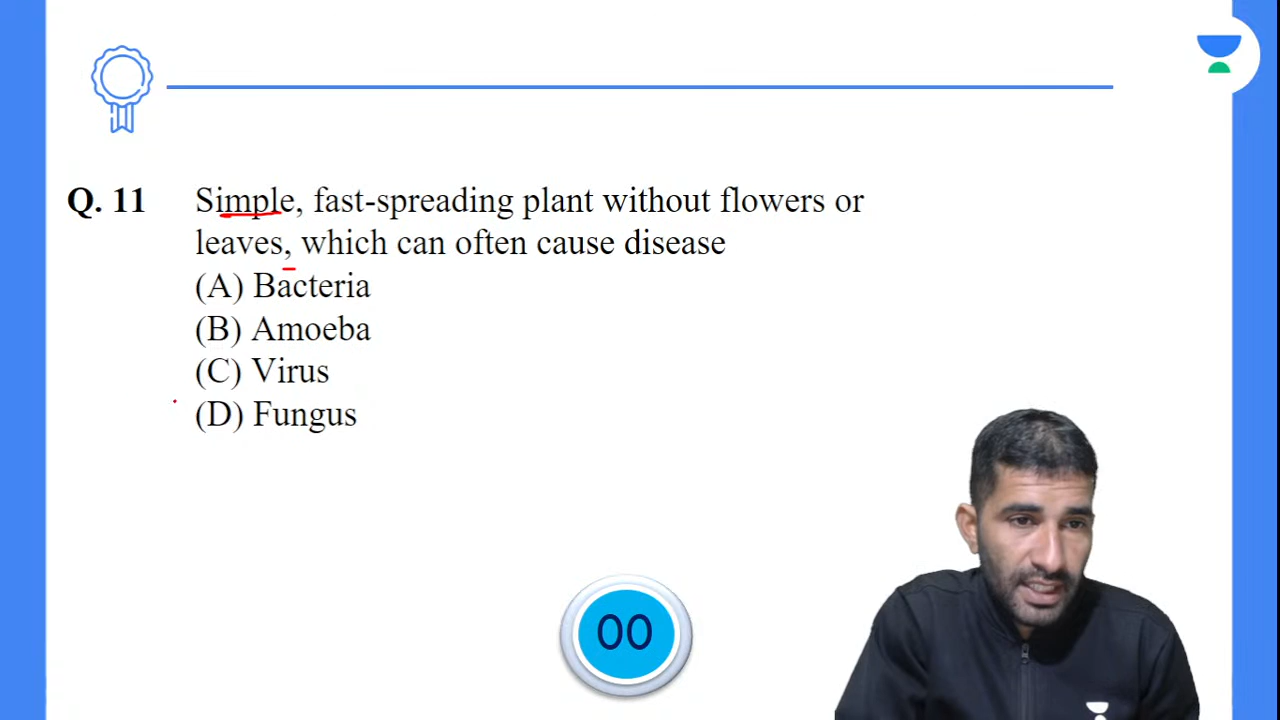 Q. 11 Simple, fast-spreading plant without flowers or
leaves, which can often cause disease
(A) Bacteria
(B) Amoeba
(C) Virus
(D) Fungus
00